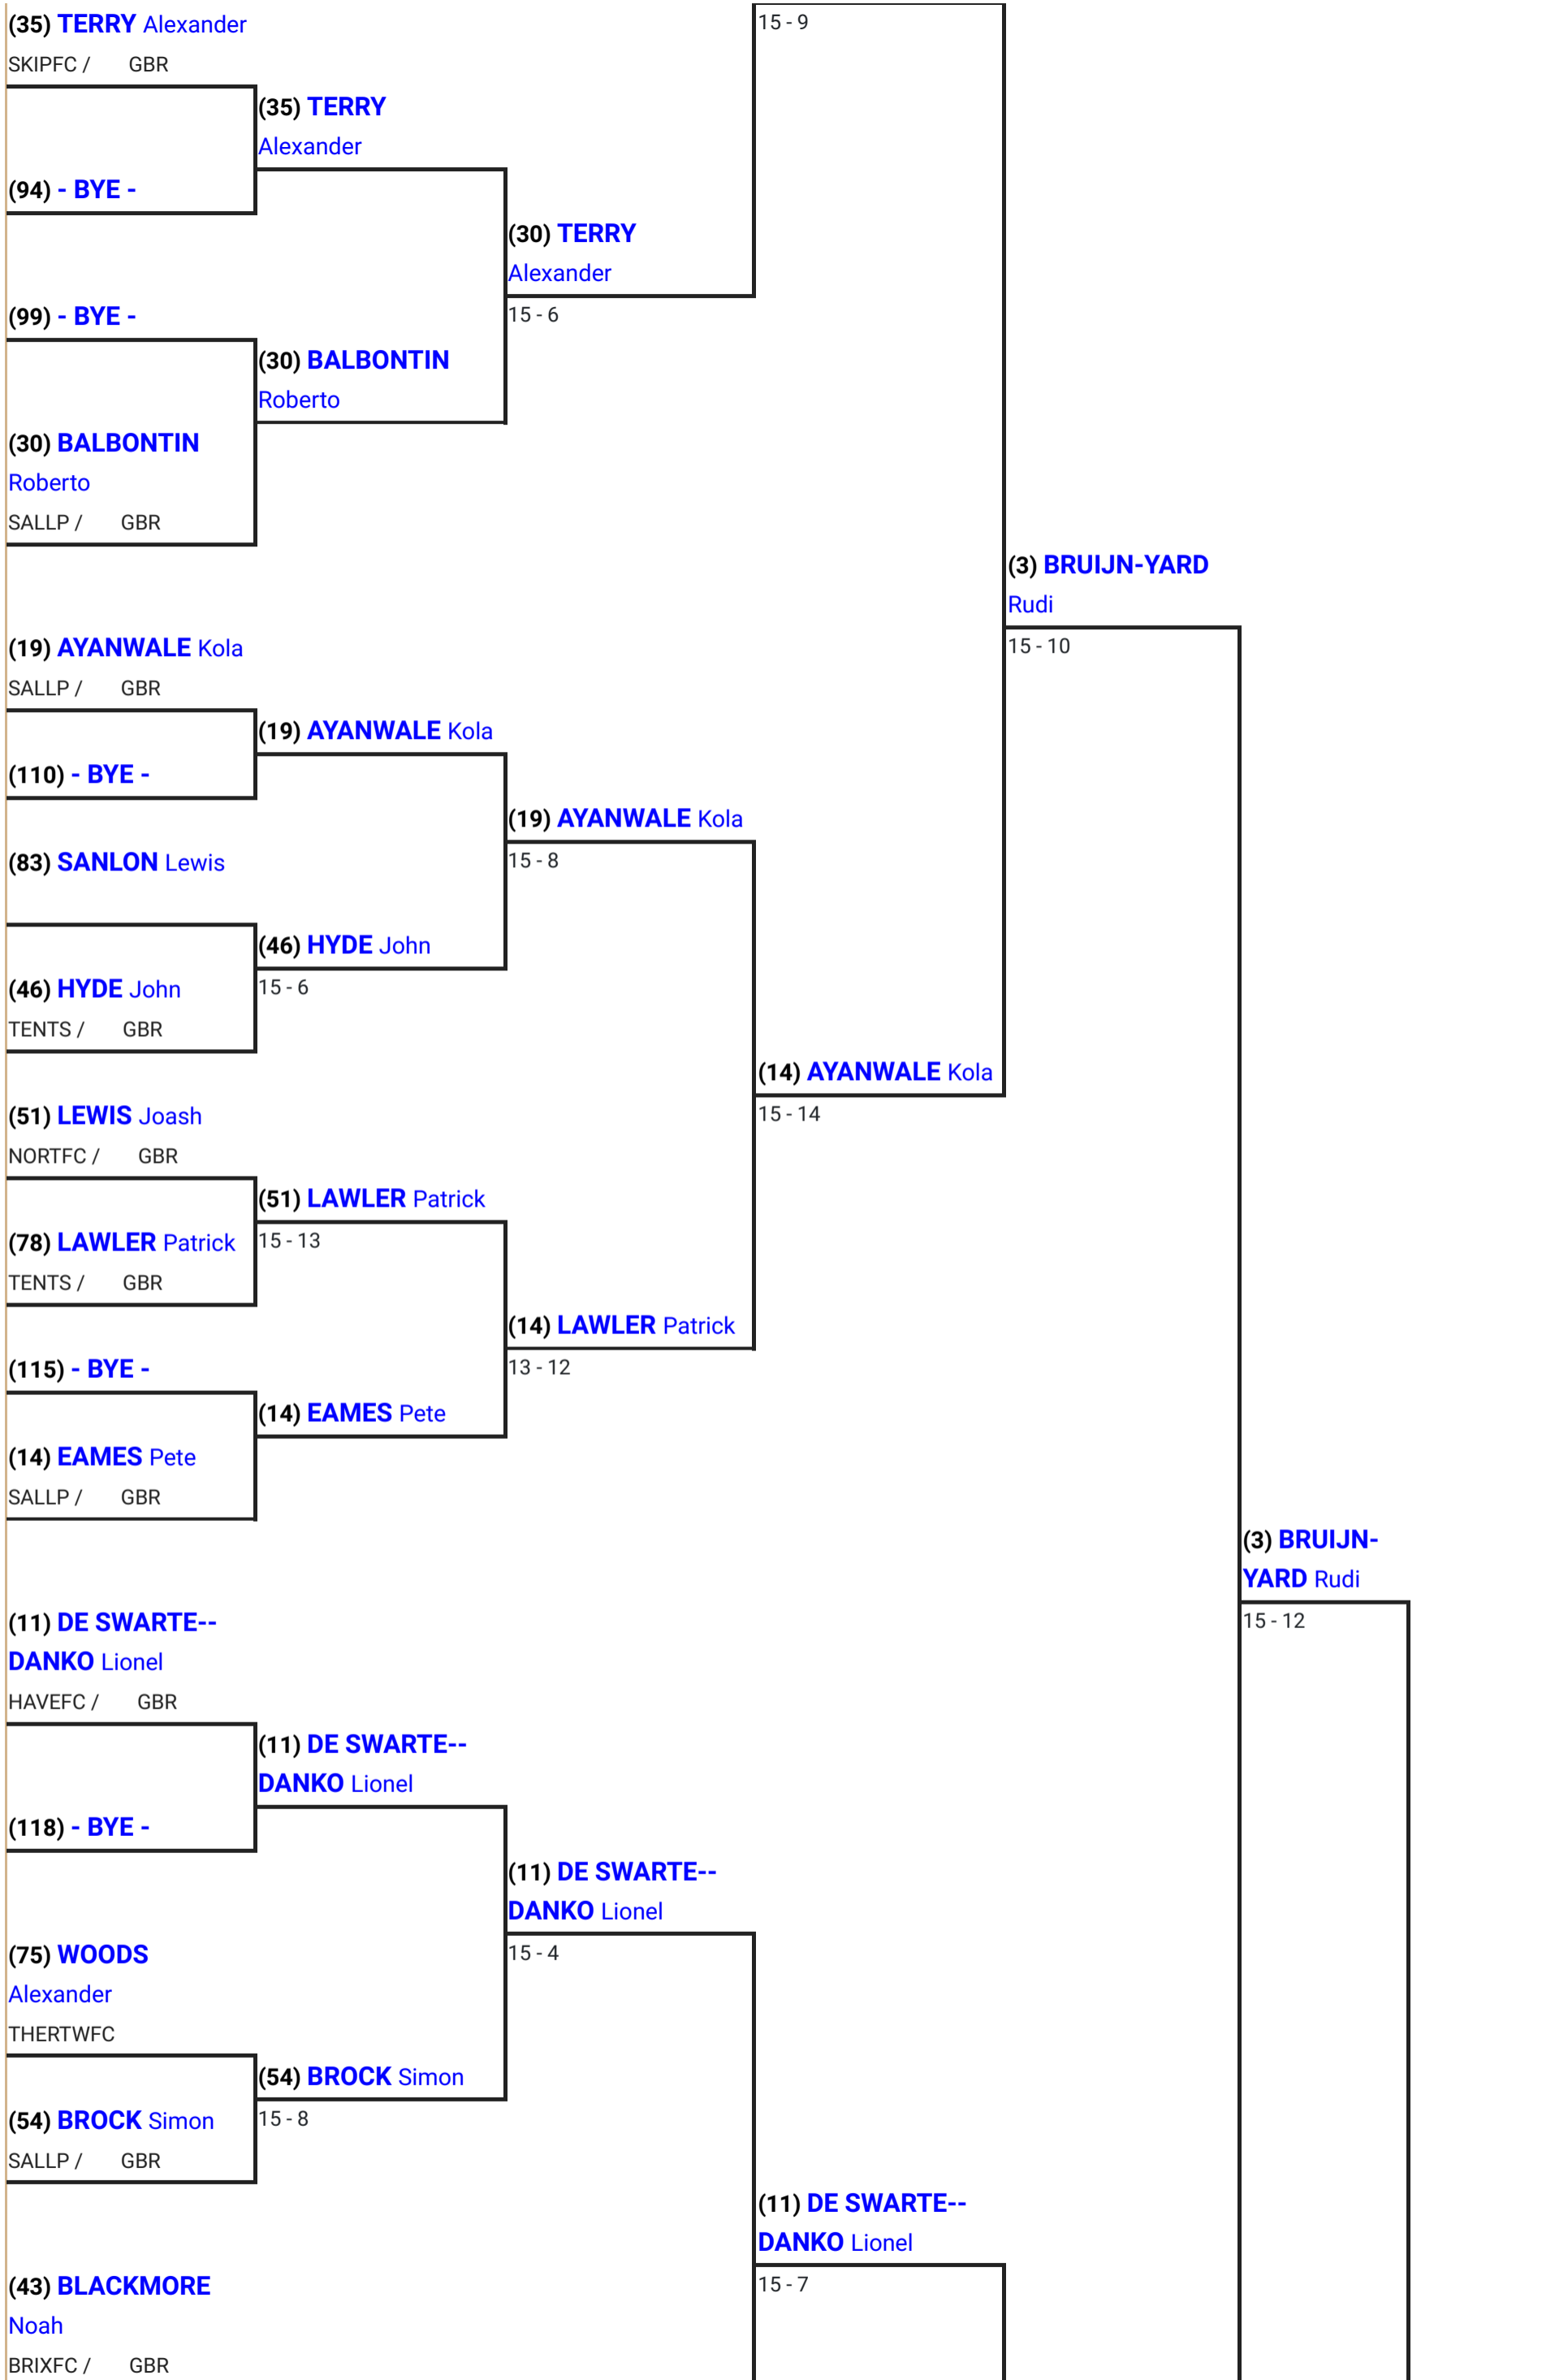 (35) TERRY Alexander
SKIPFC / GBR
(94) - BYE -
(99) - BYE -
(30) BALBONTIN
Roberto
SALLP / GBR
(19) AYANWALE Kola
SALLP / GBR
(110) - BYE -
(83) SANLON Lewis
(46) HYDE John
TENTS / GBR
(51) LEWIS Joash
NORTFC / GBR
(78) LAWLER Patrick
TENTS / GBR
(115) - BYE -
(14) EAMES Pete
SALLP / GBR
(11) DE SWARTE--
DANKO Lionel
HAVEFC / GBR
(118) - BYE -
(75) WOODS
Alexander
THERTWFC
(54) BROCK Simon
SALLP / GBR
(43) BLACKMORE
Noah
BRIXFC / GBR
(35) TERRY
Alexander
(30) BALBONTIN
Roberto
(19) AYANWALE Kola
(46) HYDE John
15 - 6
(51) LAWLER Patrick
15 - 13
(14) EAMES Pete
(11) DE SWARTE--
DANKO Lionel
(54) BROCK Simon
15 - 8
(30) TERRY
Alexander
15 - 6
(19) AYANWALE Kola
15 - 8
(14) LAWLER Patrick
13 - 12
(11) DE SWARTE--
DANKO Lionel
15 - 4
15 - 9
(14) AYANWALE Kola
15 - 14
(11) DE SWARTE--
DANKO Lionel
15 - 7
(3) BRUIJN-YARD
Rudi
15 - 10
(3) BRUIJN-
YARD Rudi
15 - 12